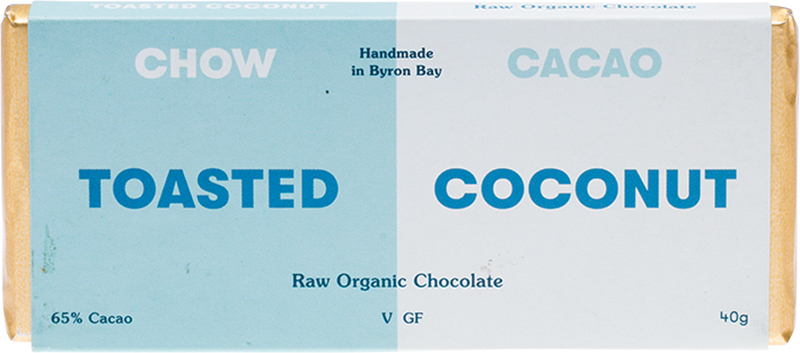 TOASTED COCONUT Raw Organic Chocolate
CHOW Handmade CACAO
in Byron Bay
TOASTED COCONUT
Raw Organic Chocolate
65% Cacao V GF 40g